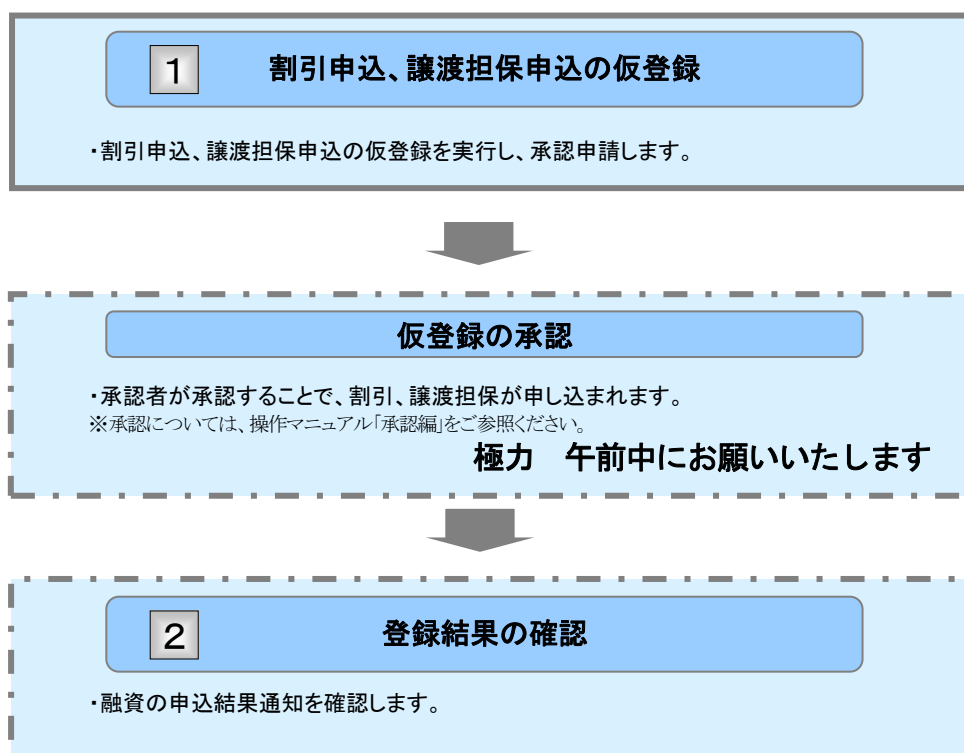 1 割引申込、譲渡担保申込の仮登録
・割引申込、譲渡担保申込の仮登録を実行し、承認申請します。
仮登録の承認
・承認者が承認することで、割引、譲渡担保が申し込まれます。
※承認については、操作マニュアル「承認編」をご参照ください。
極力　午前中にお願いいたします
2 登録結果の確認
・融資の申込結果通知を確認します。